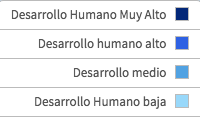 Desarrollo Humano Muy Alto
Desarrollo humano alto
Desarrollo medio
Desarrollo Humano baja